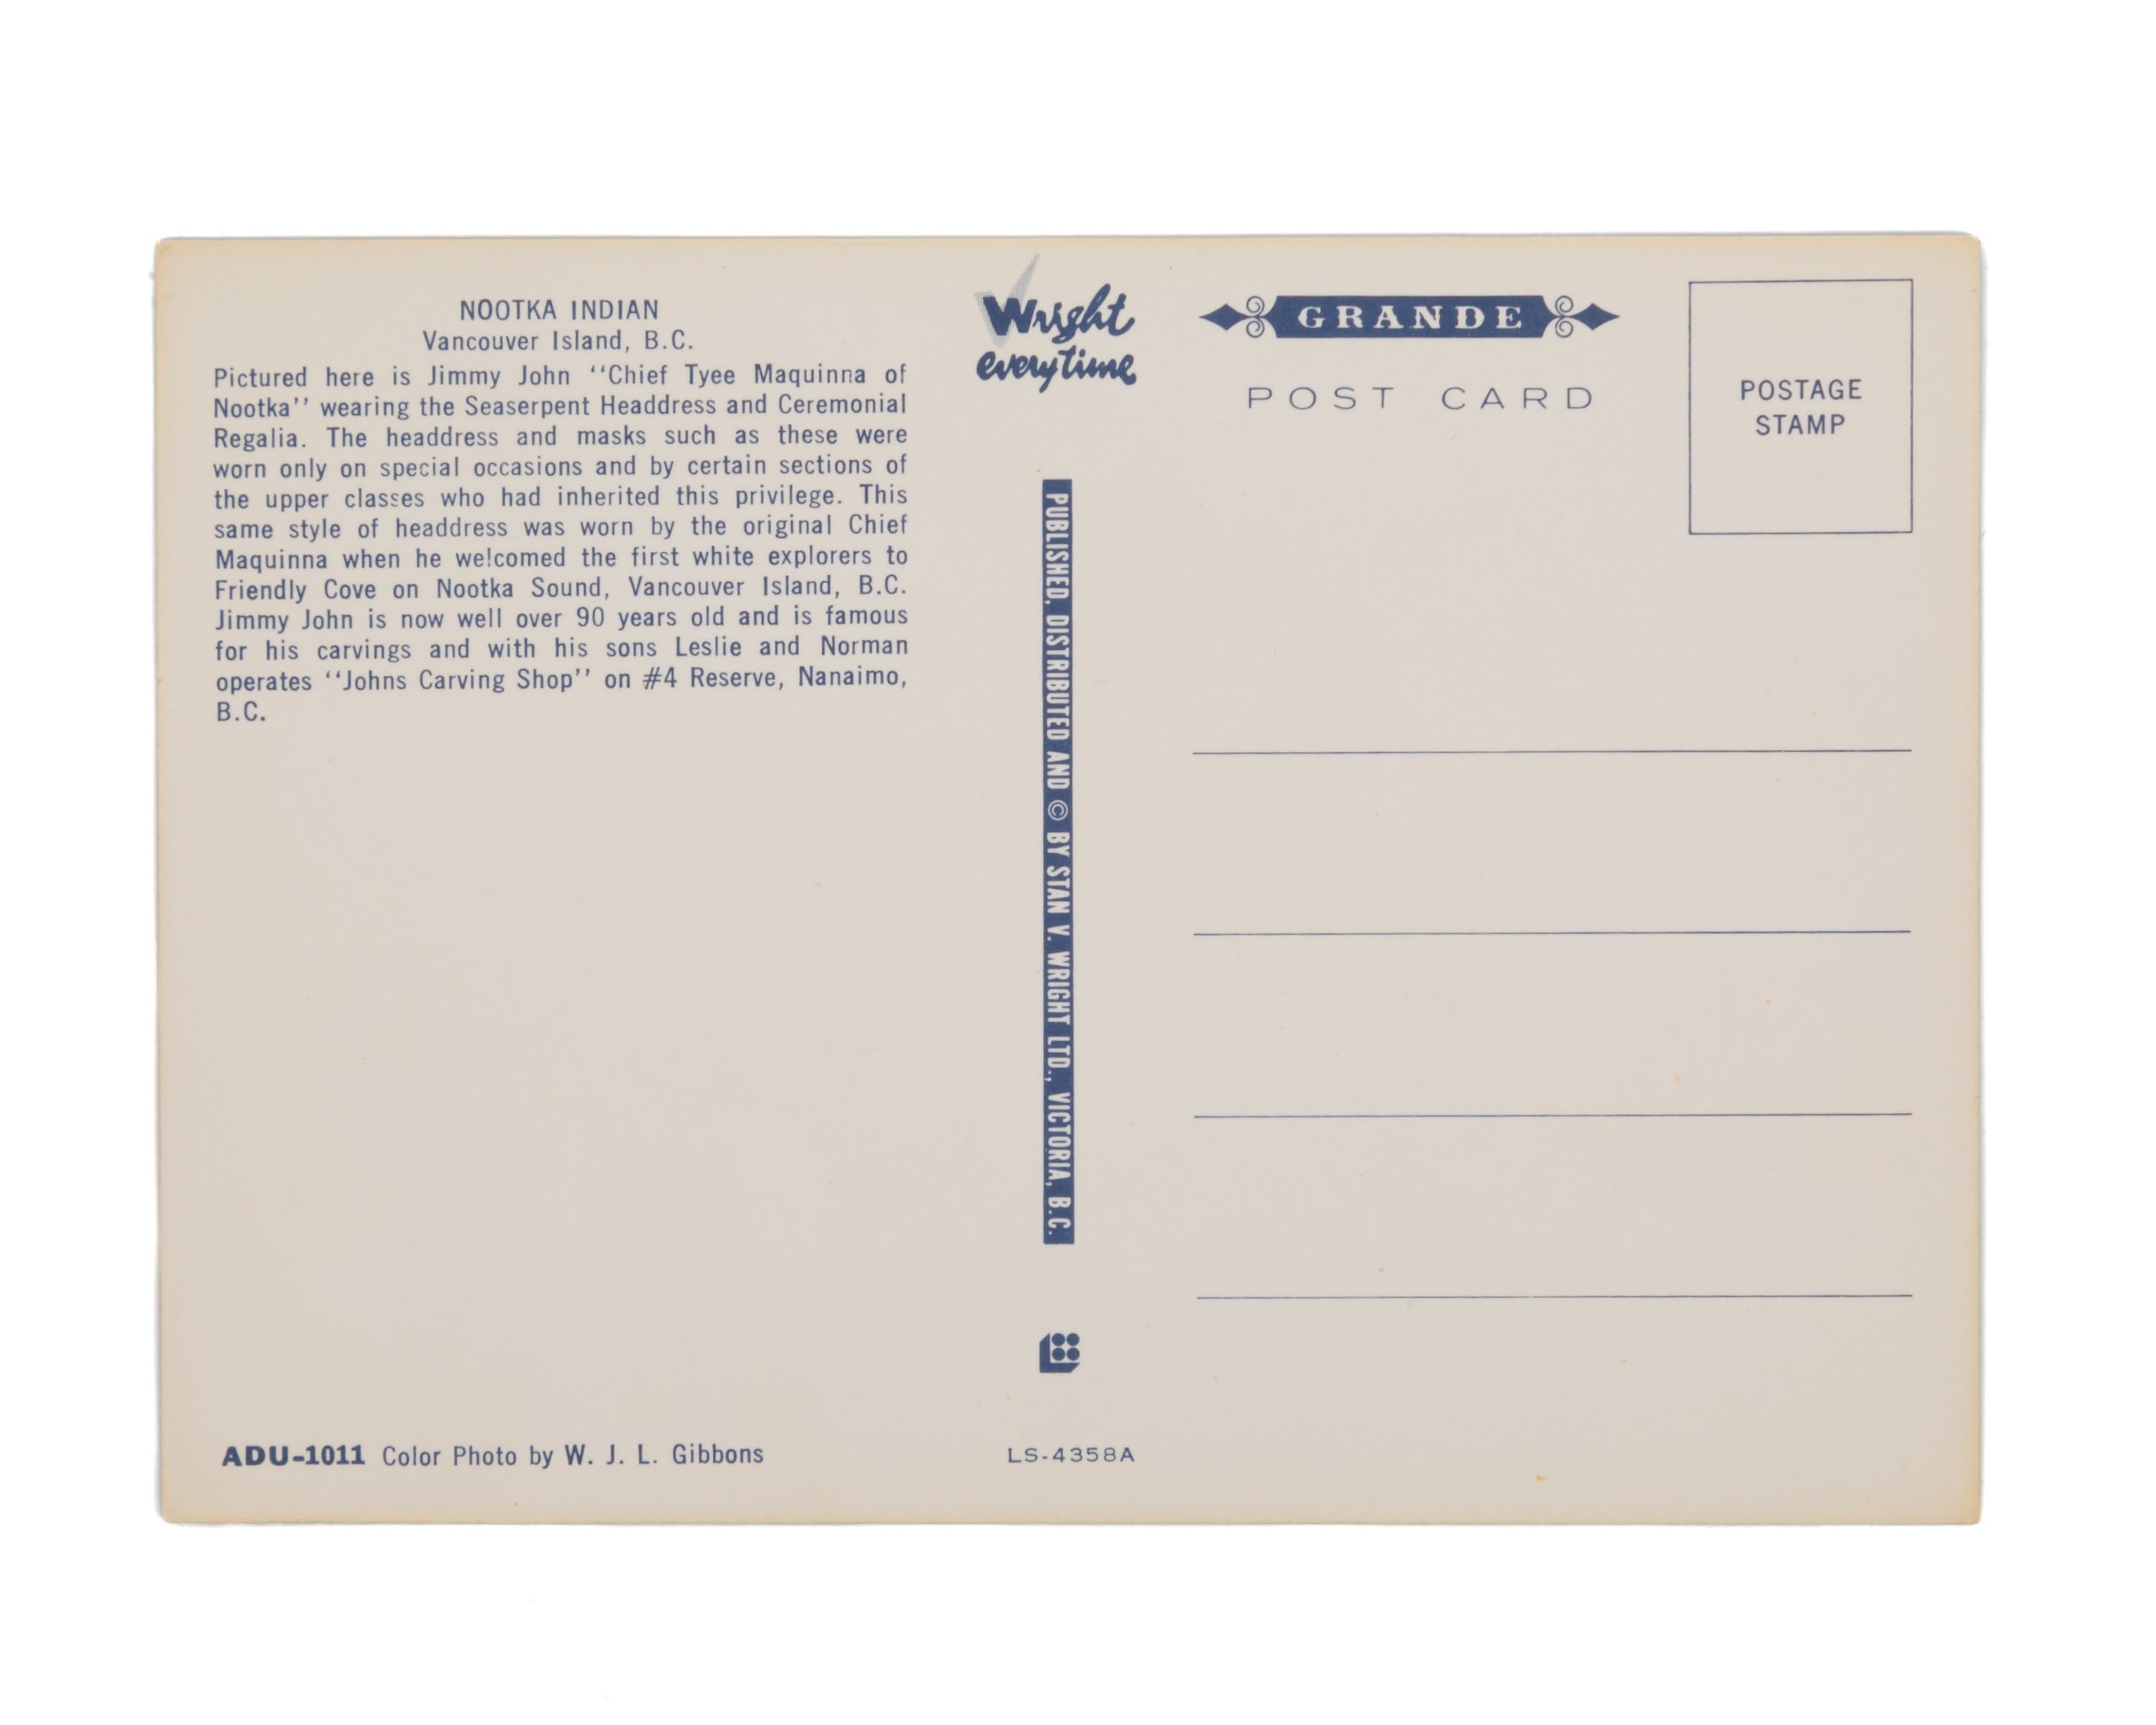 NOOTKA INDIAN
Vancouver Island, B.C.
Pictured here is Jimmy John ‘‘Chief Tyee Maquinna of
Nootka’’ wearing the Seaserpent Headdress and Ceremonial
Regalia. The headdress and masks such as these were
worn only on special occasions and by certain sections of
the upper classes who had inherited this privilege. This
same style of headdress was worn by the original Chief
Maquinna when he welcomed the first white explorers to
Friendly Cove on Nootka Sound, Vancouver Island, B.C.
Jimmy John is now well over 90 years old and is famous
for his carvings and with his sons Leslie and Norman
operates ‘‘Johns Carving Shop’’ on #4 Reserve, Nanaimo,
B.C.
ADU-1011 Color Photo by W. J. L. Gibbons
Wright
everytime
PUBLISHED, DISTRIBUTED AND © BY STAN V. WRIGHT LTD., VICTORIA, B.C.
LS-4358A
GRANDE
POST CARD
POSTAGE
STAMP